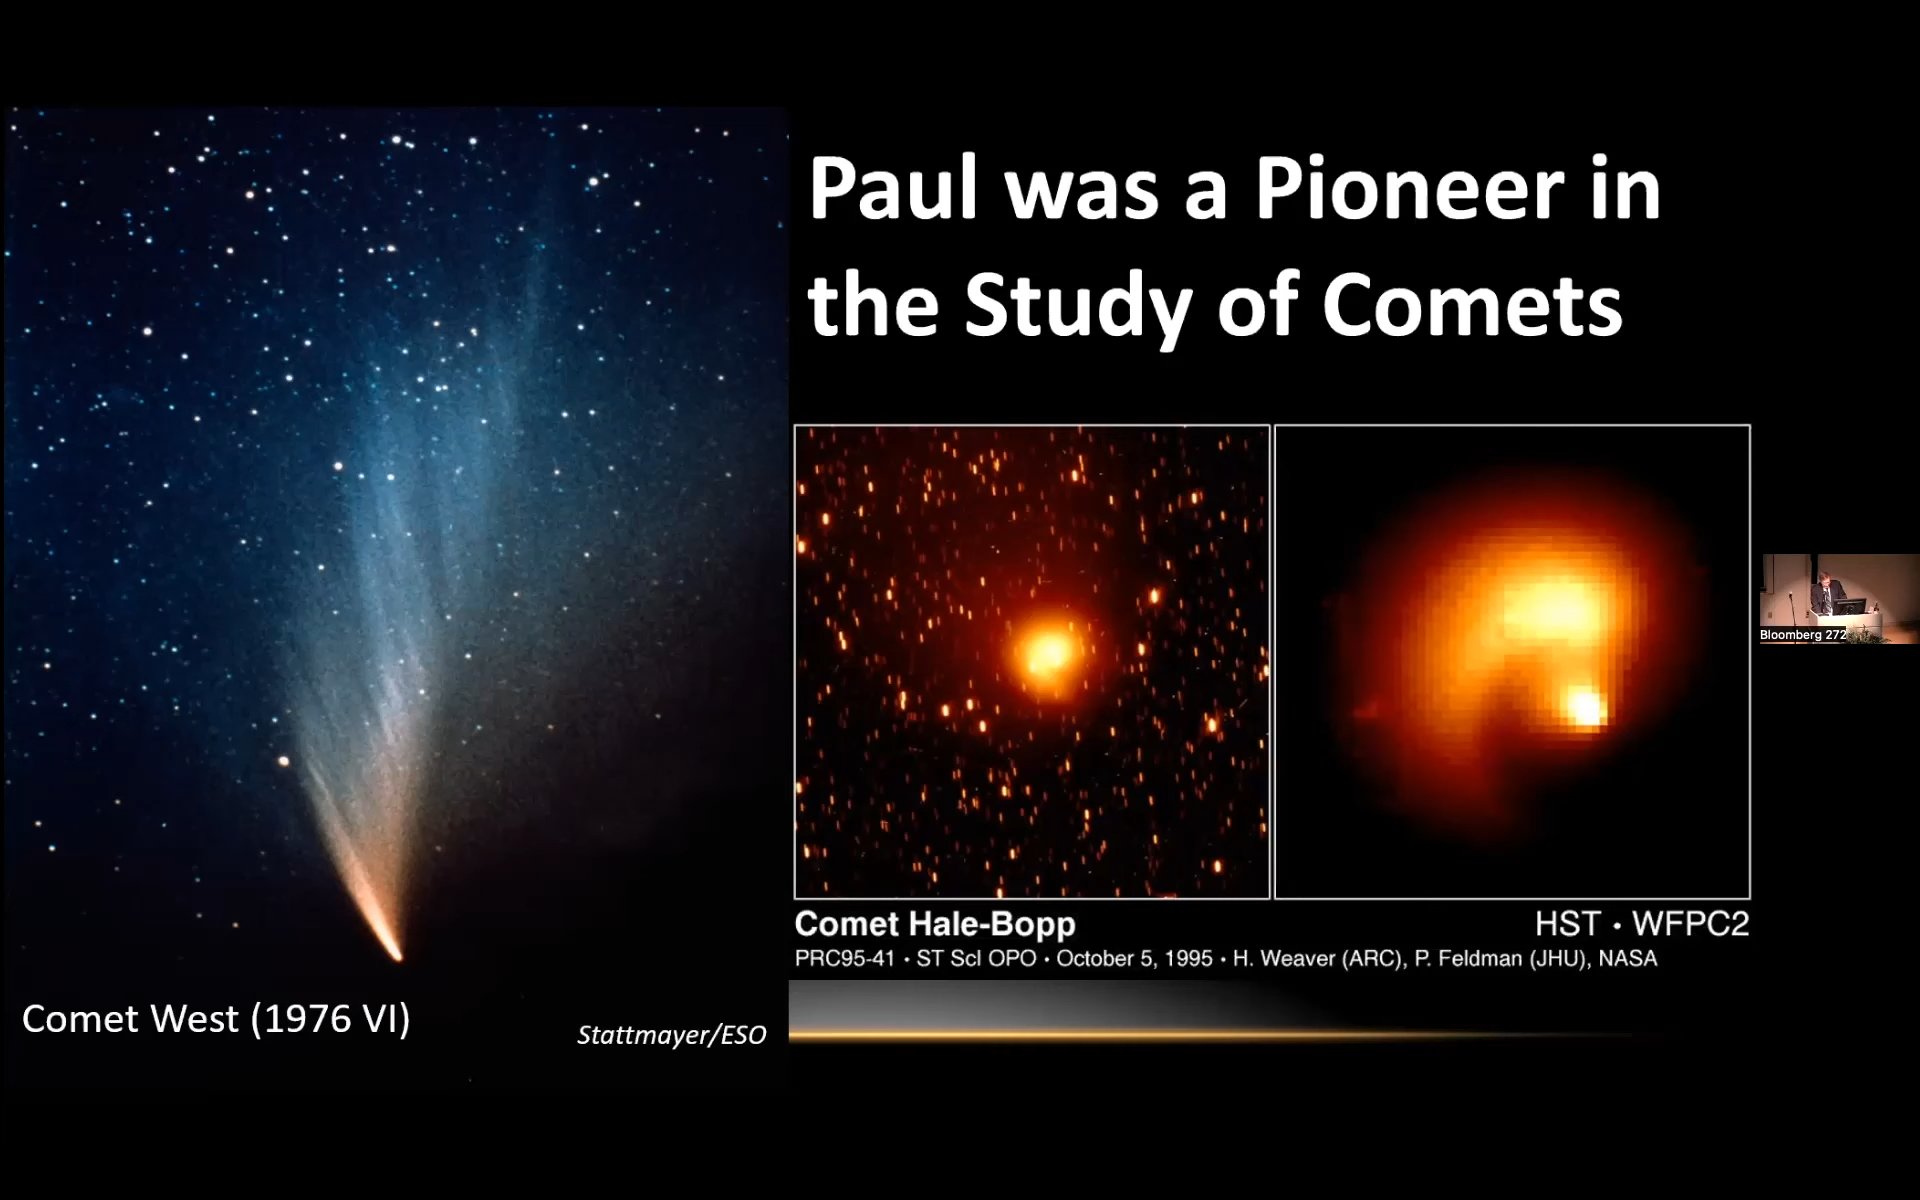 Paul was a Pioneer in
the Study of Comets
Comet Hale-Bopp
HST • WFPC2
PRC95-41 • ST ScI OPO • October 5, 1995 • H. Weaver (ARC), P. Feldman (JHU), NASA
Comet West (1976 VI)
Stattmayer/ESO
Bloomberg 272